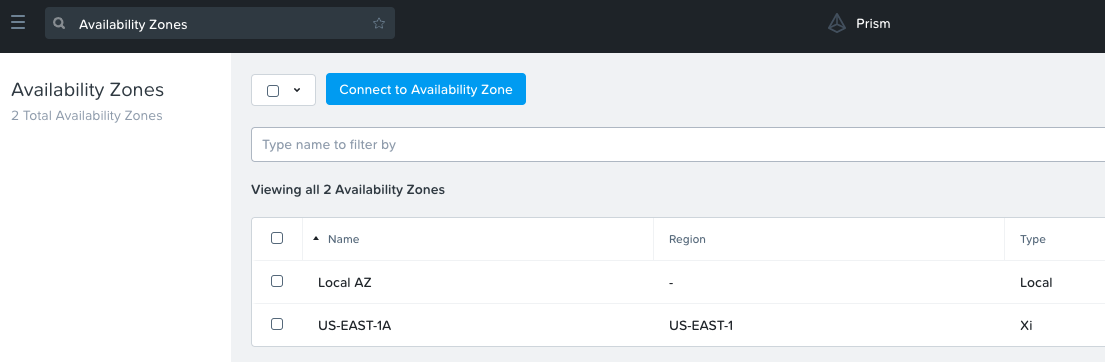 Availability Zones
Prism
Availability Zones
2 Total Availability Zones
Connect to Availability Zone
Type name to filter by
Viewing all 2 Availability Zones
Name Region Type
Local AZ - Local
US-EAST-1A US-EAST-1 Xi